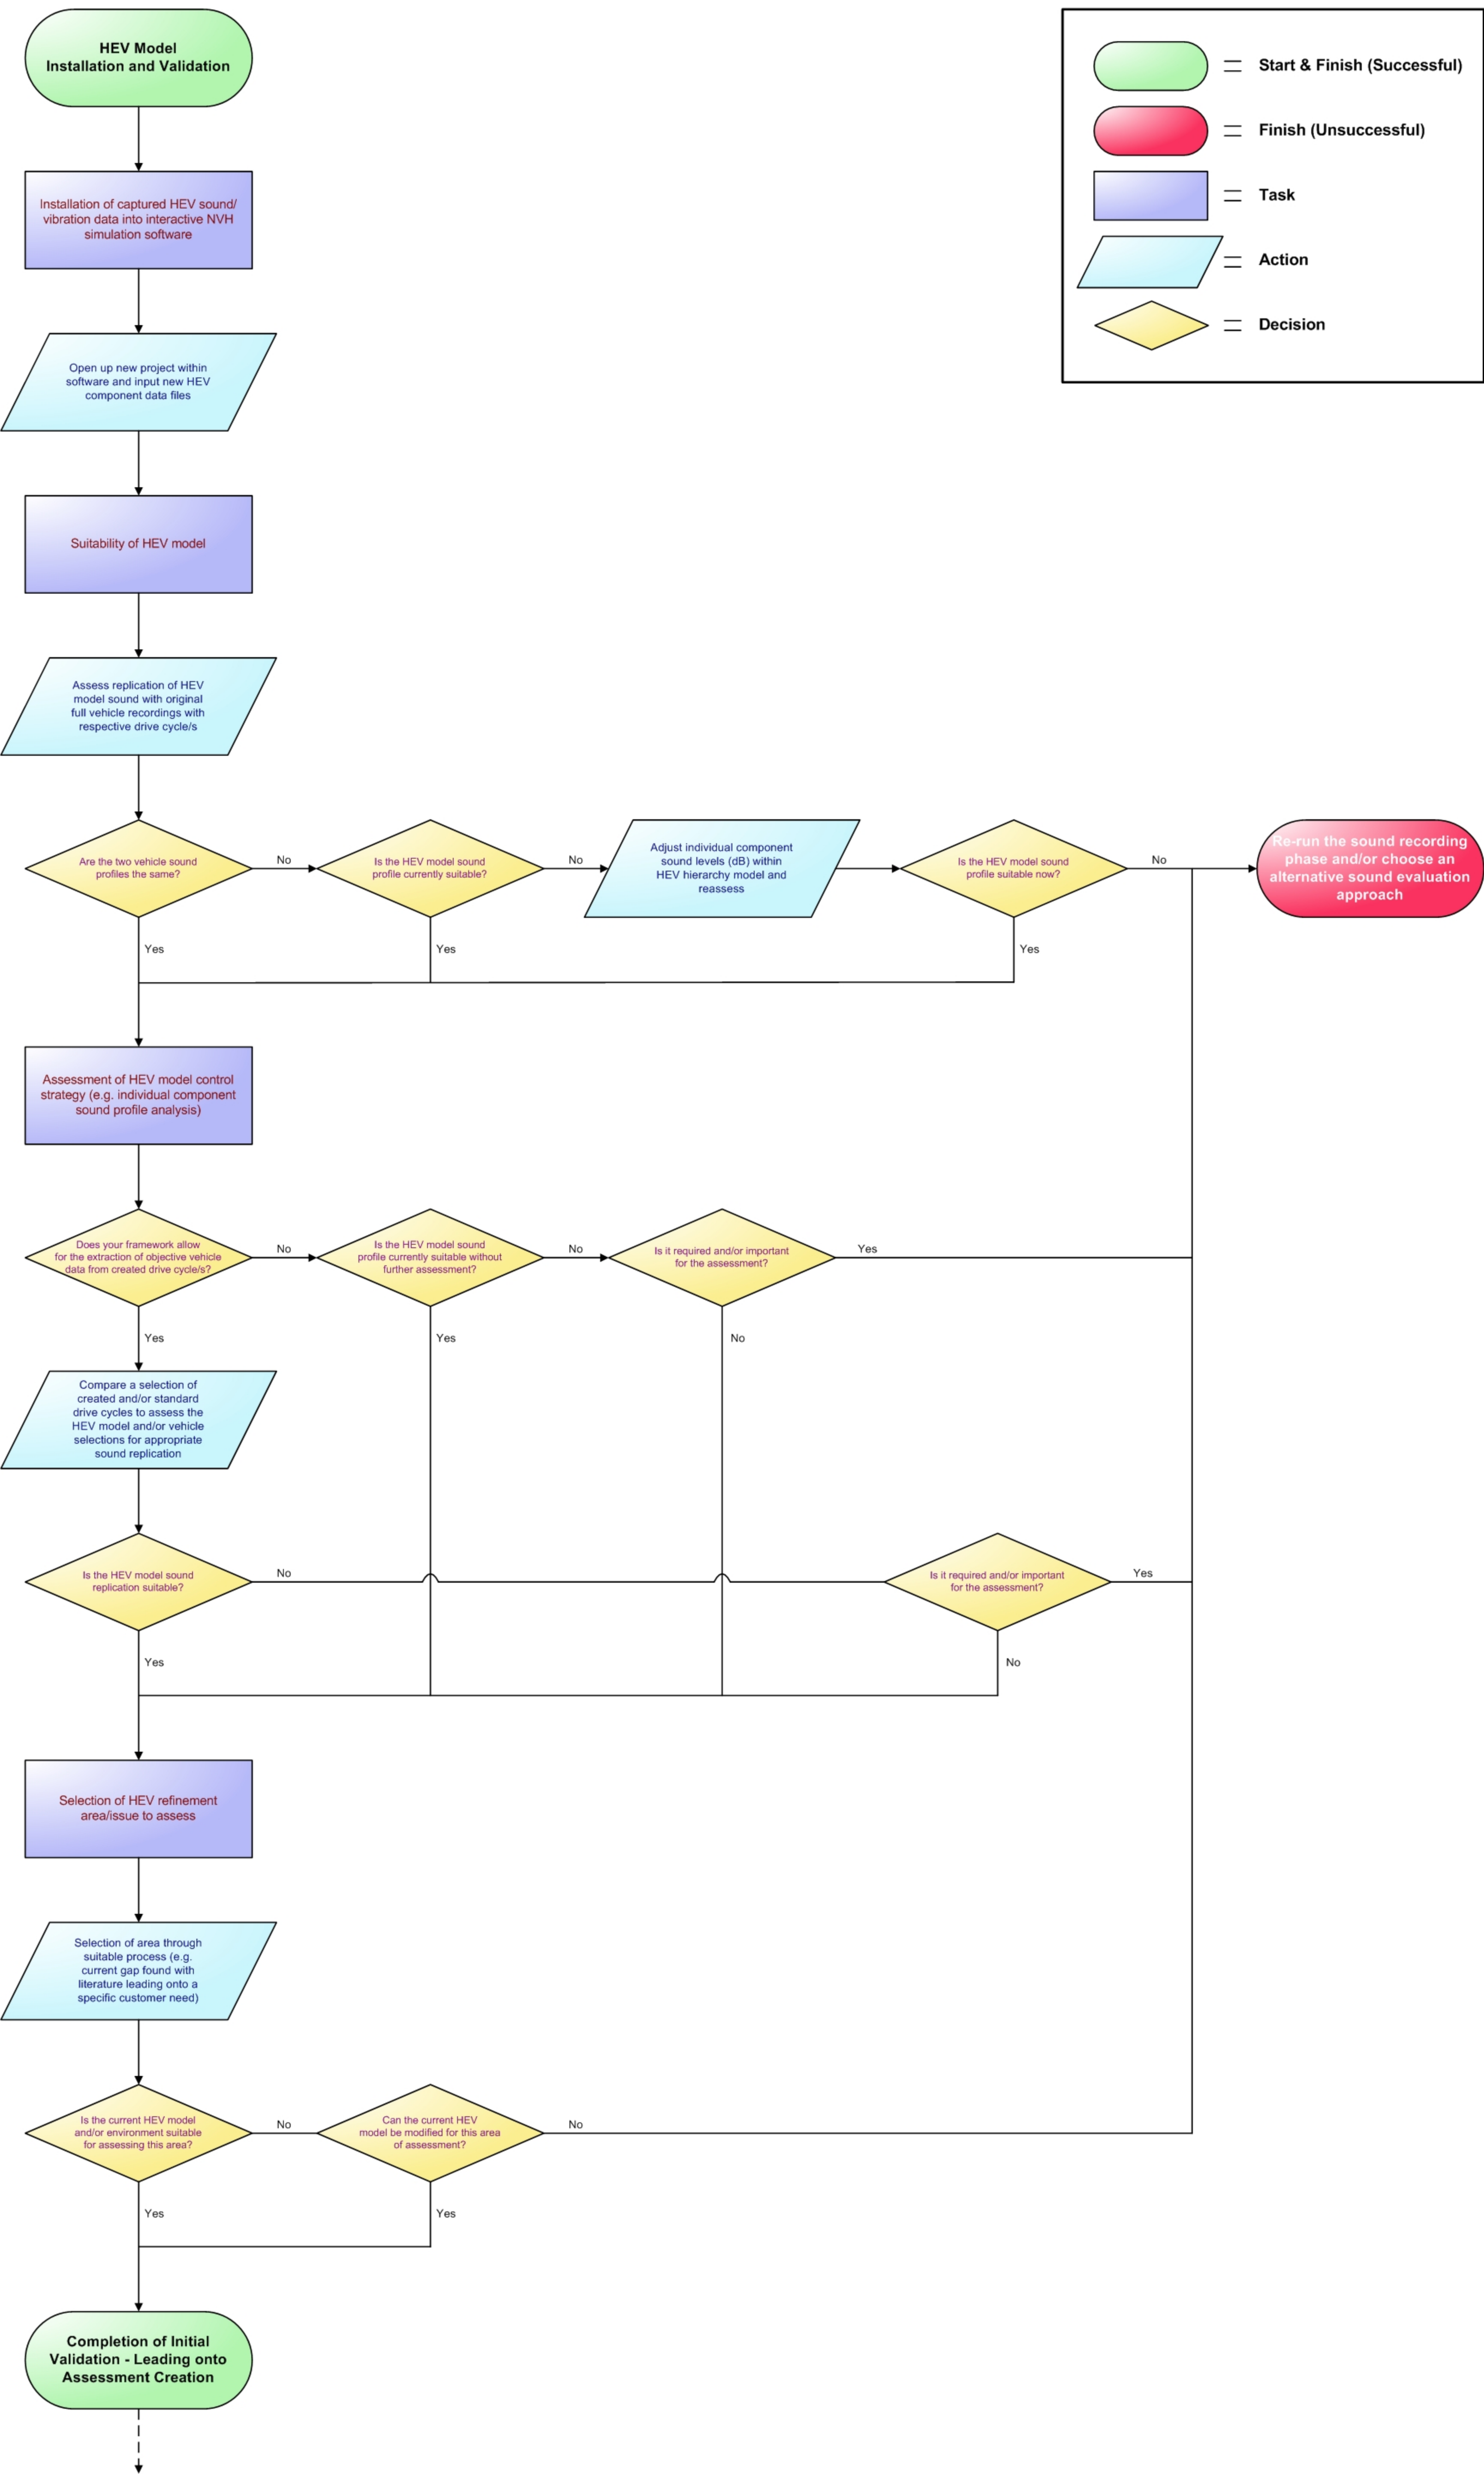 HEV Model
Installation and Validation
Start & Finish (Successful)
Finish (Unsuccessful)
Task
Action
Decision
Installation of captured HEV sound/
vibration data into interactive NVH
simulation software
Open up new project within
software and input new HEV
component data files
Suitability of HEV model
Assess replication of HEV
model sound with original
full vehicle recordings with
respective drive cycle/s
Are the two vehicle sound
profiles the same?
No
Is the HEV model sound
profile currently suitable?
No
Adjust individual component
sound levels (dB) within
HEV hierarchy model and
reassess
Is the HEV model sound
profile suitable now?
No
Re-run the sound recording
phase and/or choose an
alternative sound evaluation
approach
Yes
Yes
Yes
Assessment of HEV model control
strategy (e.g. individual component
sound profile analysis)
Does your framework allow
for the extraction of objective vehicle
data from created drive cycle/s?
No
Is the HEV model sound
profile currently suitable without
further assessment?
No
Is it required and/or important
for the assessment?
Yes
Yes
Yes
No
Compare a selection of
created and/or standard
drive cycles to assess the
HEV model and/or vehicle
selections for appropriate
sound replication
Is the HEV model sound
replication suitable?
No
Is it required and/or important
for the assessment?
Yes
Yes
No
Selection of HEV refinement
area/issue to assess
Selection of area through
suitable process (e.g.
current gap found with
literature leading onto a
specific customer need)
Is the current HEV model
and/or environment suitable
for assessing this area?
No
Can the current HEV
model be modified for this area
of assessment?
No
Yes
Yes
Completion of Initial
Validation - Leading onto
Assessment Creation